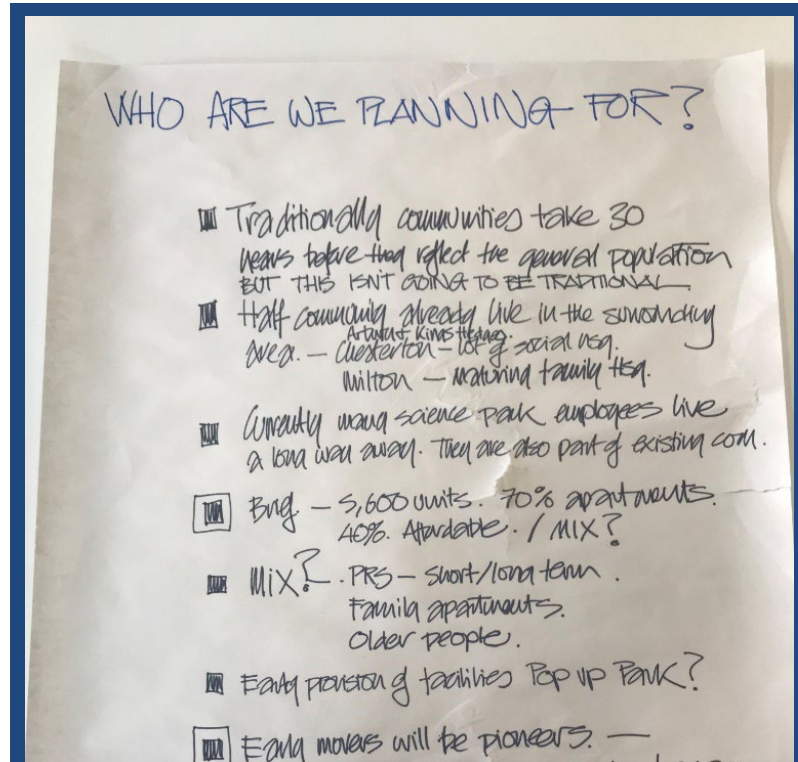 WHO ARE WE PLANNING FOR?
Traditionally communities take 30
years before they reflect the general population
BUT THIS ISN'T GOING TO BE TRADITIONAL
Half community already live in the surrounding
Arbury & Kings Hedges.
area. — Chesterton – lot of social hsg.
Milton — Maturing family Hsg.
Currently many science park employees live
a long way away. They are also part of existing com.
— 5,600 units. 70% apartments.
40%. Affordable. / MIX?
MiX? . PRS – short/long term.
Family apartments.
Older people.
Early provision of facilities Pop up Park?
Early movers will be pioneers. —